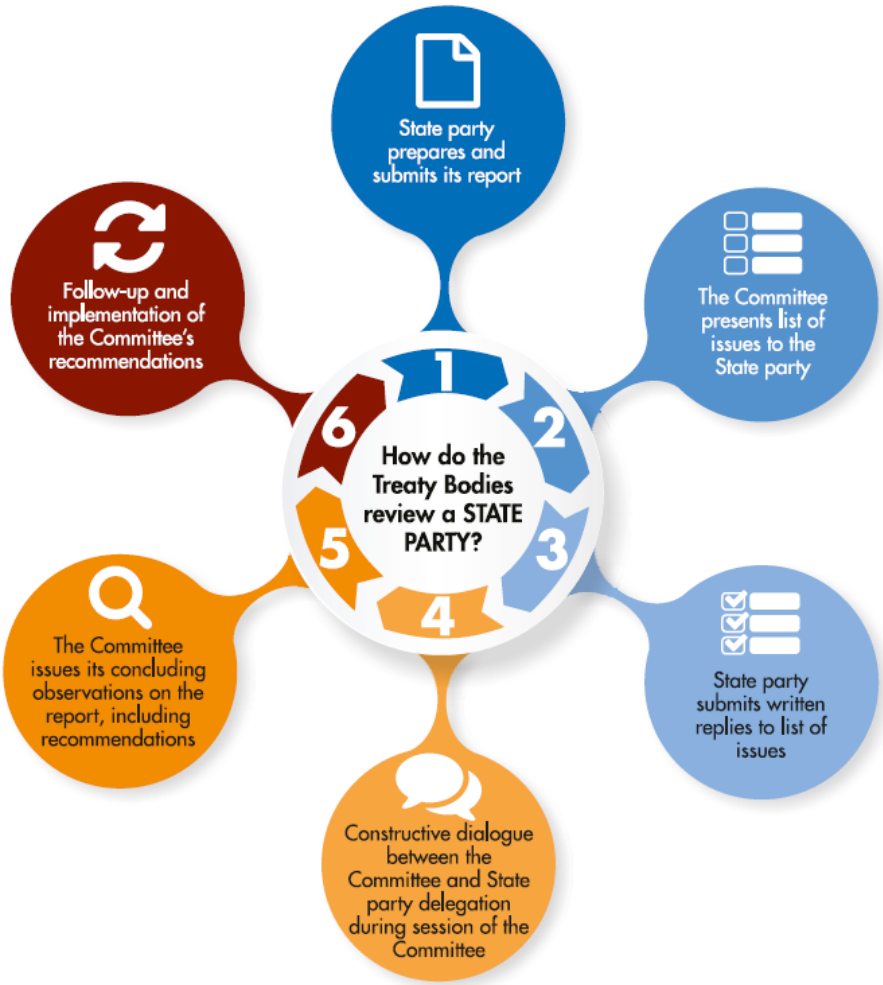 How do the
Treaty Bodies
review a STATE
PARTY?
1
State party
prepares and
submits its report
2
The Committee
presents list of
issues to the
State party
3
State party
submits written
replies to list of
issues
4
Constructive dialogue
between the
Committee and State
party delegation
during session of the
Committee
5
The Committee
issues its concluding
observations on the
report, including
recommendations
6
Follow-up and
implementation of
the Committee's
recommendations